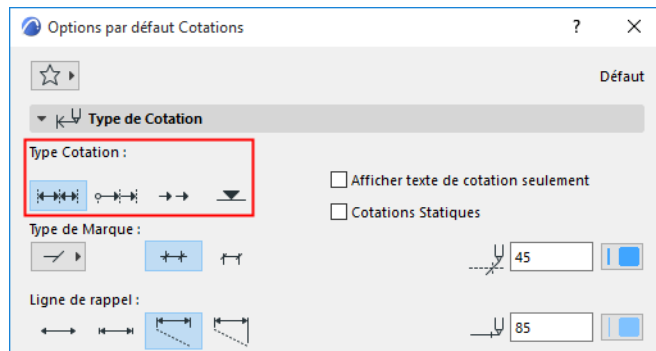 Options par défaut Cotations
?
Défaut
Type de Cotation
Type Cotation :
Afficher texte de cotation seulement
Cotations Statiques
Type de Marque :
45
Ligne de rappel :
85